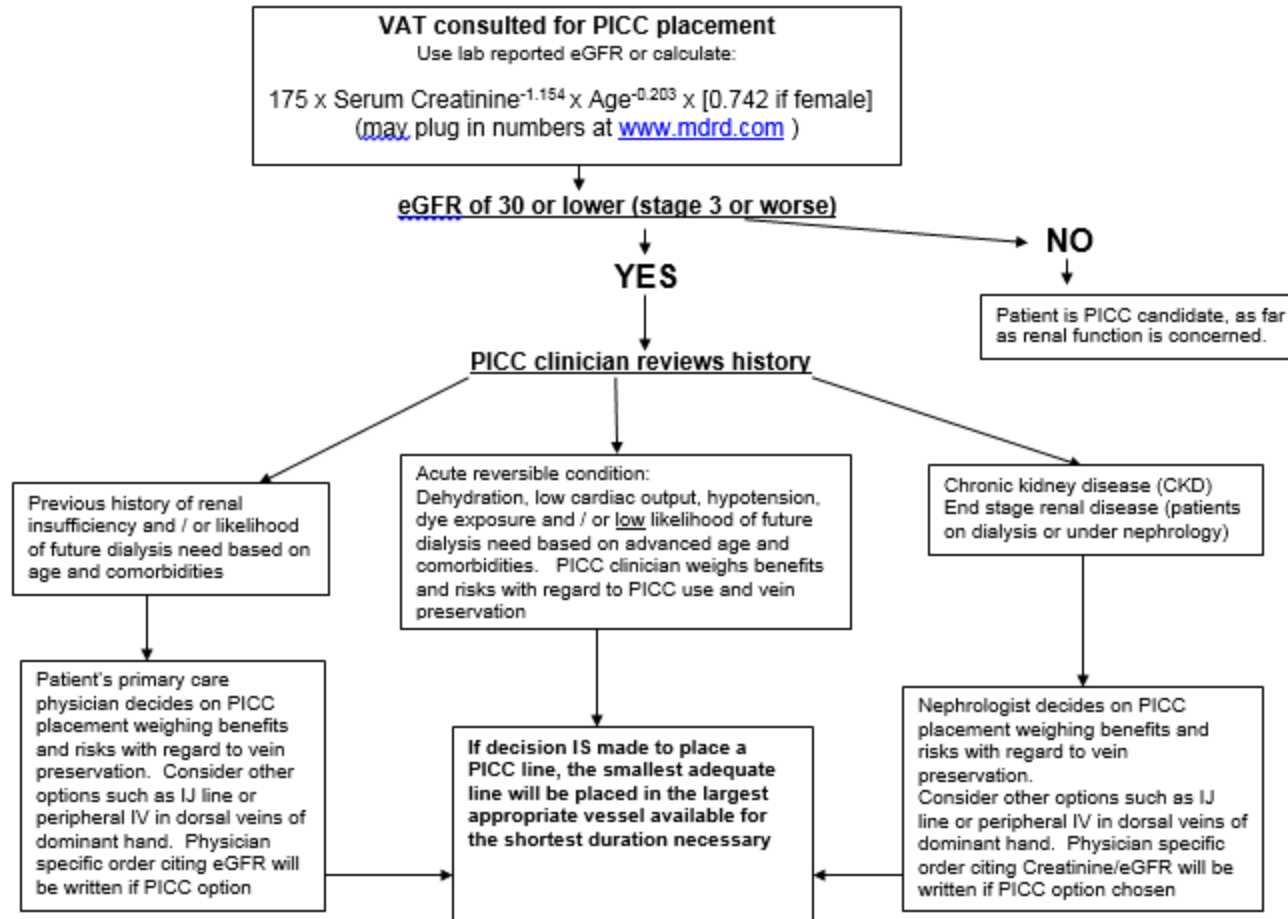 VAT consulted for PICC placement
Use lab reported eGFR or calculate:
175 x Serum Creatinine-1.154 x Age-0.203 x [0.742 if female]
(may plug in numbers at www.mdrd.com )
eGFR of 30 or lower (stage 3 or worse)
NO
YES
Patient is PICC candidate, as far
as renal function is concerned.
PICC clinician reviews history
Previous history of renal
insufficiency and / or likelihood
of future dialysis need based on
age and comorbidities
Acute reversible condition:
Dehydration, low cardiac output, hypotension,
dye exposure and / or low likelihood of future
dialysis need based on advanced age and
comorbidities.   PICC clinician weighs benefits
and risks with regard to PICC use and vein
preservation
Chronic kidney disease (CKD)
End stage renal disease (patients
on dialysis or under nephrology)
Patient's primary care
physician decides on PICC
placement weighing benefits
and risks with regard to vein
preservation.  Consider other
options such as IJ line or
peripheral IV in dorsal veins of
dominant hand.  Physician
specific order citing eGFR will
be written if PICC option
If decision IS made to place a
PICC line, the smallest adequate
line will be placed in the largest
appropriate vessel available for
the shortest duration necessary
Nephrologist decides on PICC
placement weighing benefits and
risks with regard to vein
preservation.
Consider other options such as IJ
line or peripheral IV in dorsal veins of
dominant hand.  Physician specific
order citing Creatinine/eGFR will be
written if PICC option chosen